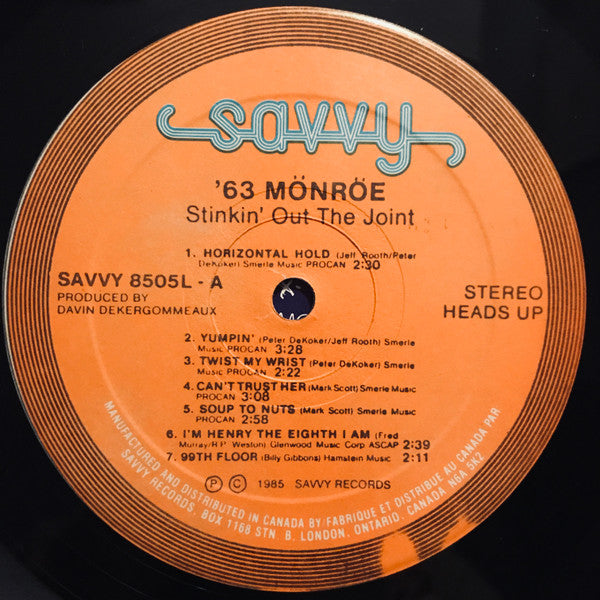 savvy
'63 MÖNRÖE
Stinkin' Out The Joint
1. HORIZONTAL HOLD (Jeff Rooth/Peter
DeKoker) Smerle Music PROCAN 2:30
SAVVY 8505L - A
PRODUCED BY
DAVIN DEKERGOMMEAUX
STEREO
HEADS UP
2. YUMPIN' (Peter DeKoker/Jeff Rooth) Smerle
Music PROCAN 3:28
3. TWIST MY WRIST (Peter DeKoker) Smerle
Music PROCAN 2:22
4. CAN'T TRUST HER (Mark Scott) Smerle Music
PROCAN 3:08
5. SOUP TO NUTS (Mark Scott) Smerle Music
PROCAN 2:58
6. I'M HENRY THE EIGHTH I AM (Fred
Murray/R.P. Weston) Glenwood Music Corp ASCAP 2:39
7. 99TH FLOOR (Billy Gibbons) Hamstein Music 2:11
Ⓟ © 1985 SAVVY RECORDS
MANUFACTURED AND DISTRIBUTED IN CANADA BY FABRIQUE ET DISTRIBUE AU CANADA PAR
SAVVY RECORDS, BOX 1168 STN. B, LONDON, ONTARIO, CANADA N6A 5K2